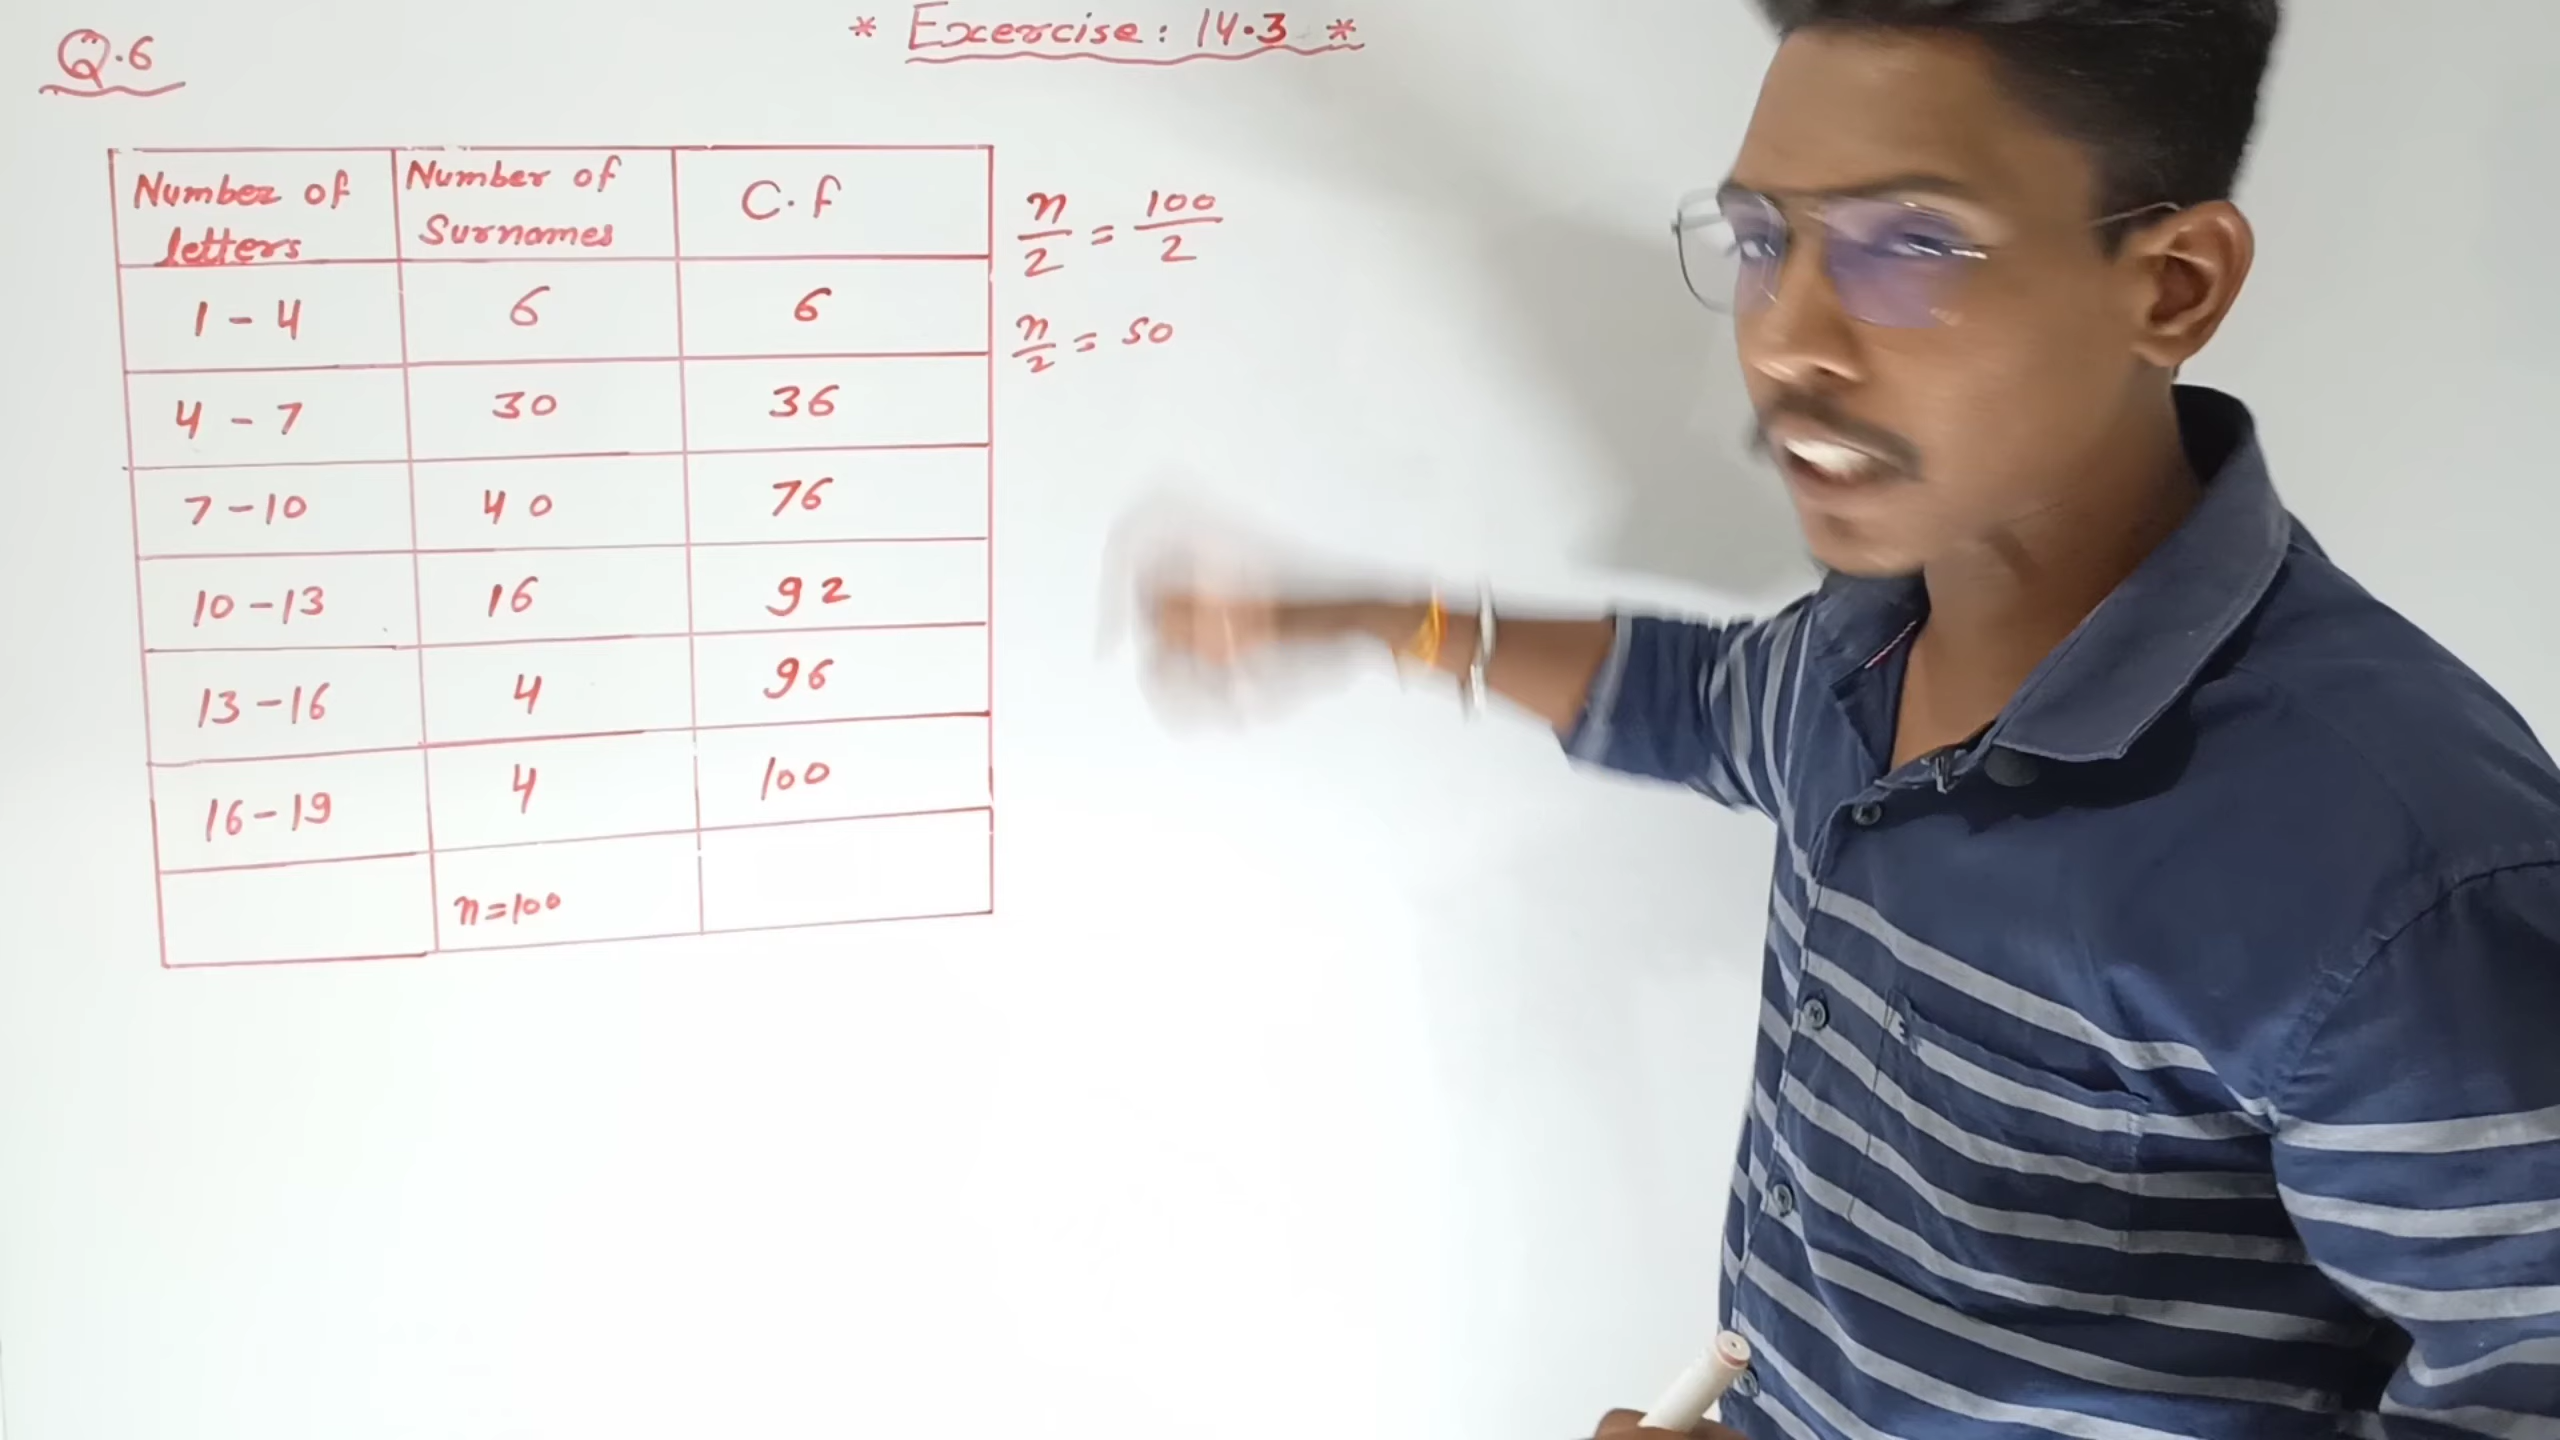 * Excercise: 14.3 *
Q.6
Number of letters | Number of Surnames | C.f
1 - 4 | 6 | 6
4 - 7 | 30 | 36
7 - 10 | 40 | 76
10 - 13 | 16 | 92
13 - 16 | 4 | 96
16 - 19 | 4 | 100
n = 100
n/2 = 100/2
n/2 = 50